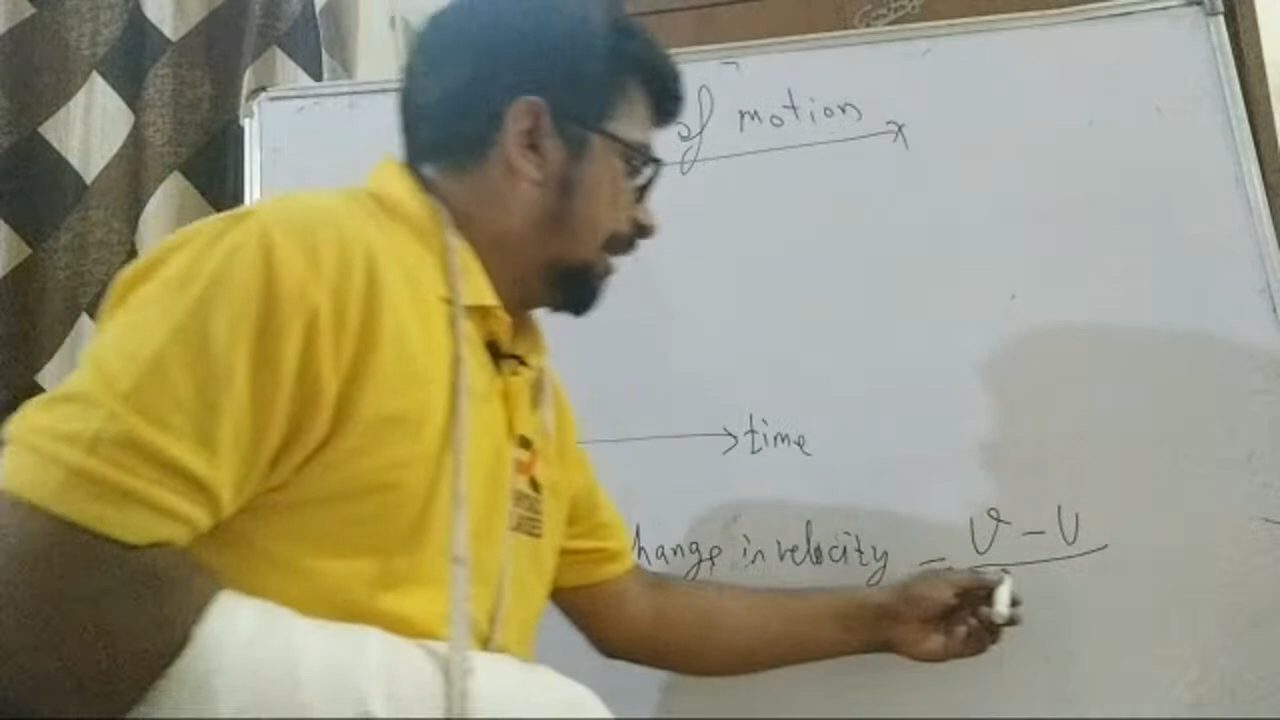 of motion
time
hange in velocity = v - u